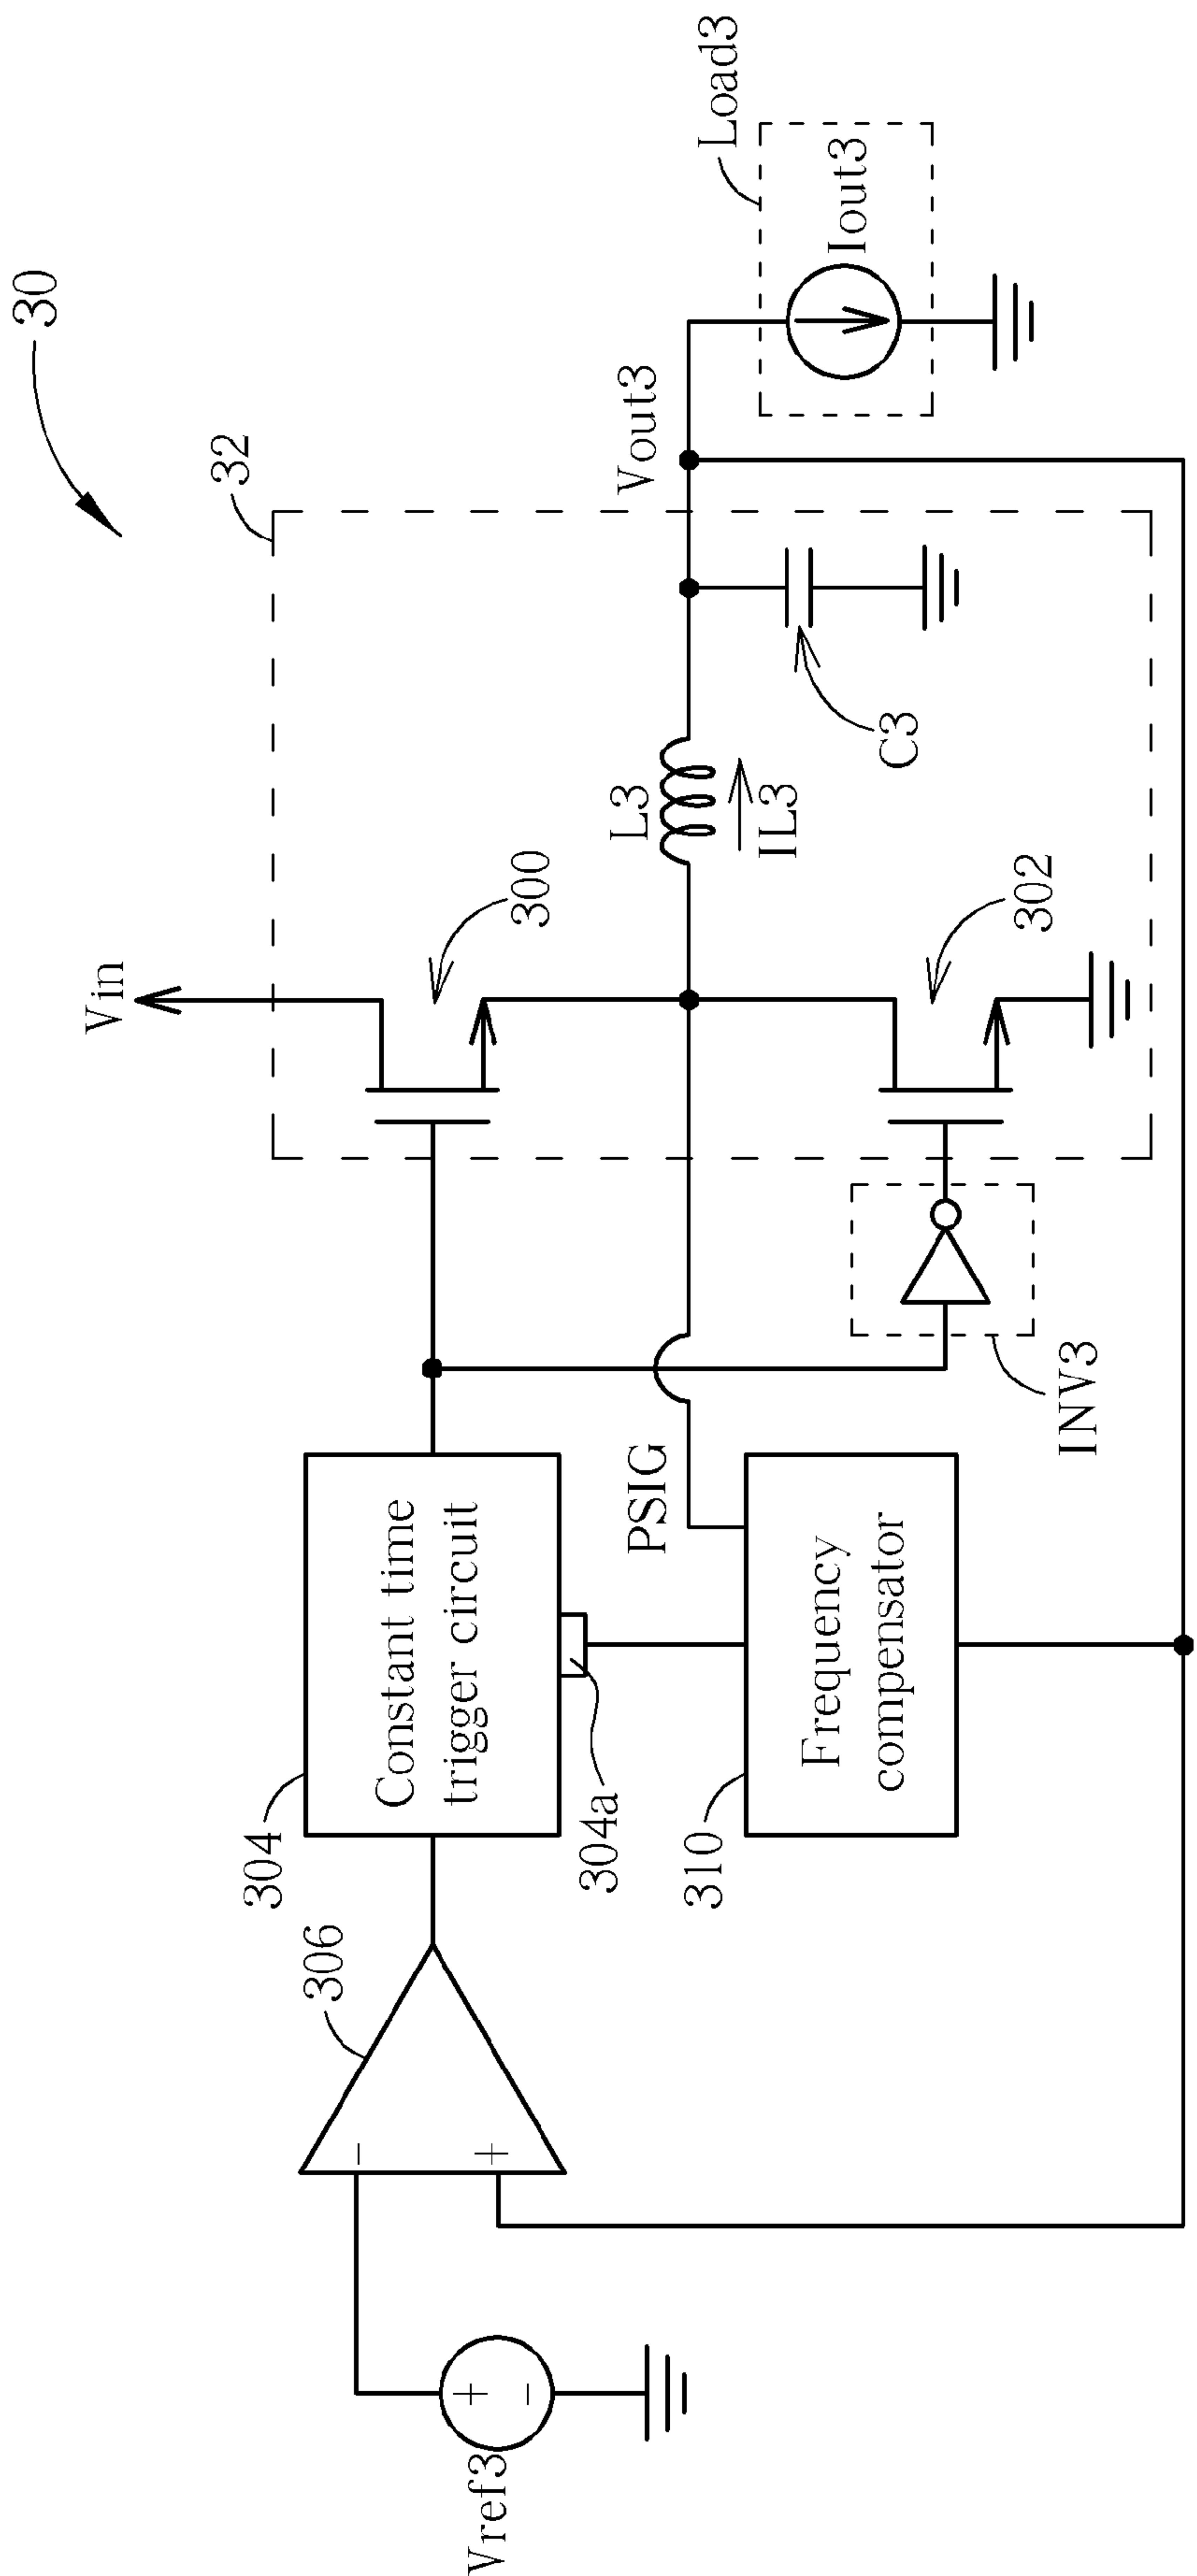 30
32
Vin
300
L3
IL3
Vout3
Load3
Iout3
C3
302
INV3
PSIG
304
Constant time
trigger circuit
304a
310
Frequency
compensator
306
−
+
Vref3
+
−